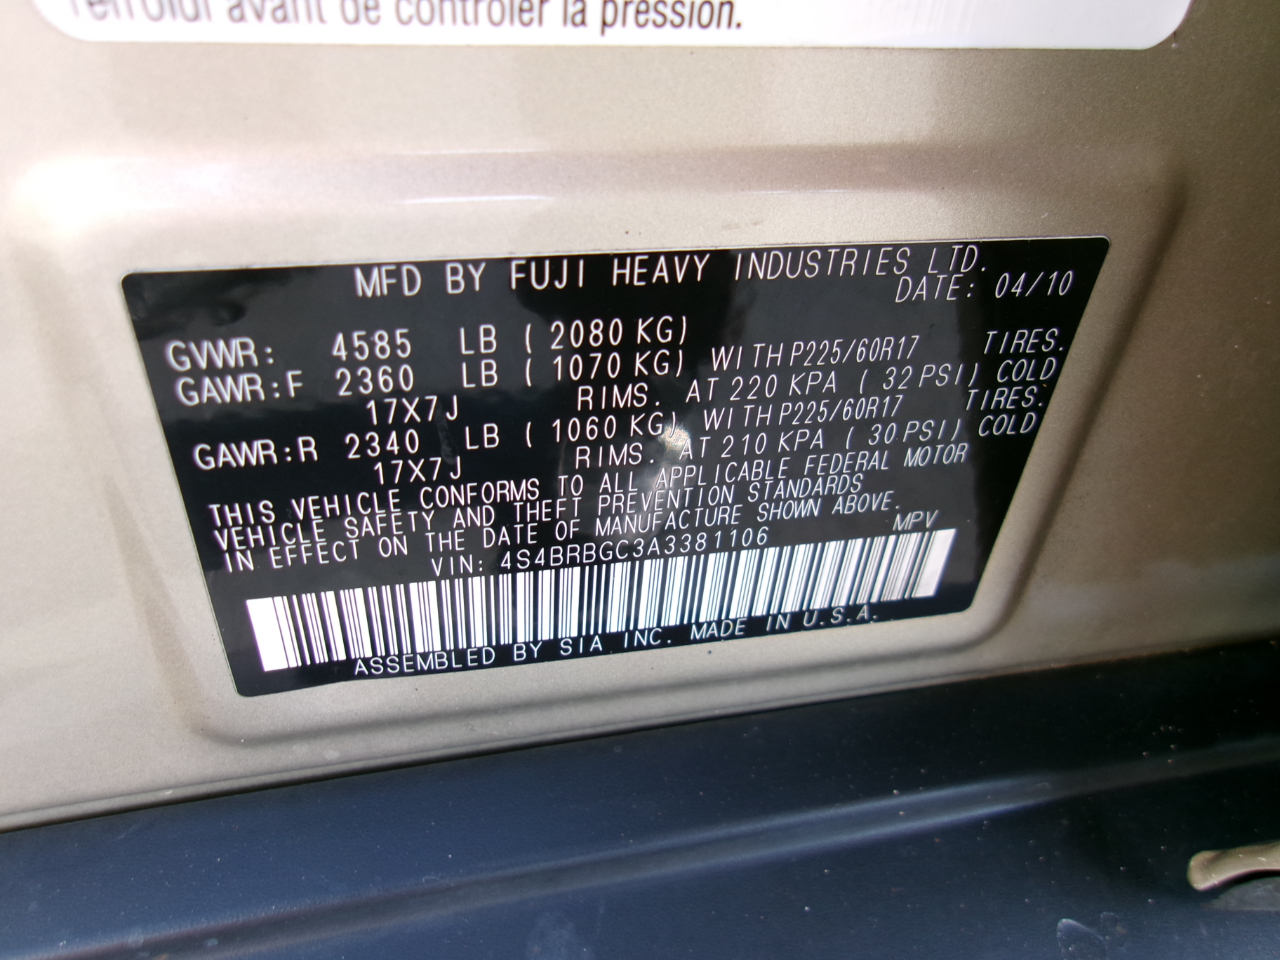 avant de contrôler la pression.
MFD BY FUJI HEAVY INDUSTRIES LTD.
DATE: 04/10
GVWR: 4585 LB ( 2080 KG)
GAWR:F 2360 LB ( 1070 KG) WITH P225/60R17 TIRES.
17X7J RIMS. AT 220 KPA ( 32 PSI) COLD
GAWR:R 2340 LB ( 1060 KG) WITH P225/60R17 TIRES.
17X7J RIMS. AT 210 KPA ( 30 PSI) COLD
THIS VEHICLE CONFORMS TO ALL APPLICABLE FEDERAL MOTOR
VEHICLE SAFETY AND THEFT PREVENTION STANDARDS
IN EFFECT ON THE DATE OF MANUFACTURE SHOWN ABOVE.
VIN: 4S4BRBGC3A3381106 MPV
ASSEMBLED BY SIA INC. MADE IN U.S.A.